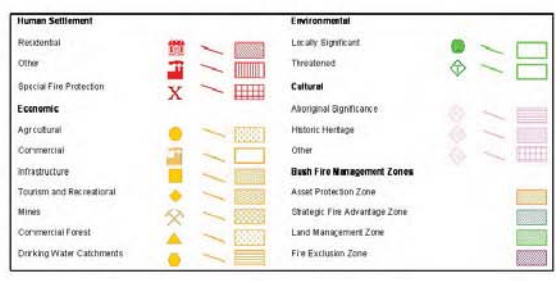 Human Settlement
Residential
Other
Special Fire Protection
X
Economic
Agricultural
Commercial
Infrastructure
Tourism and Recreational
Mines
Commercial Forest
Drinking Water Catchments
Environmental
Locally Significant
Threatened
T
Cultural
Aboriginal Significance
Historic Heritage
Other
Bush Fire Management Zones
Asset Protection Zone
Strategic Fire Advantage Zone
Land Management Zone
Fire Exclusion Zone